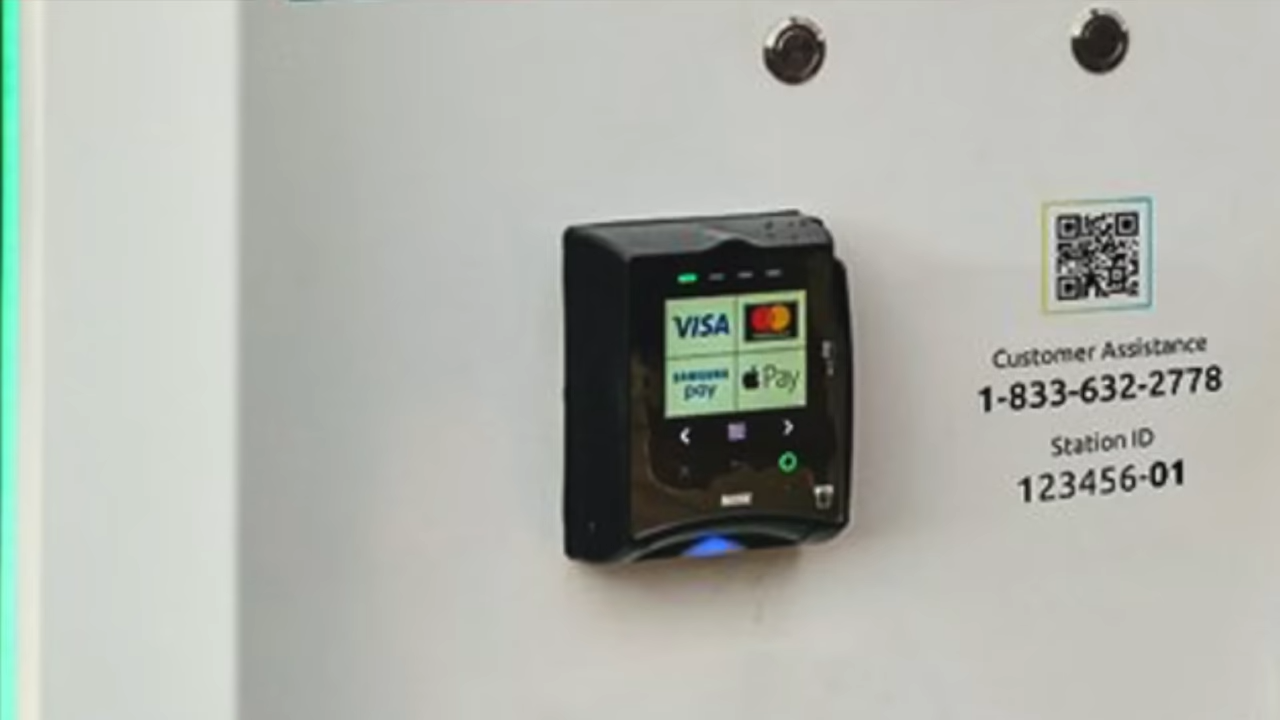 VISA
SAMSUNG
pay
Pay
Customer Assistance
1-833-632-2778
Station ID
123456-01